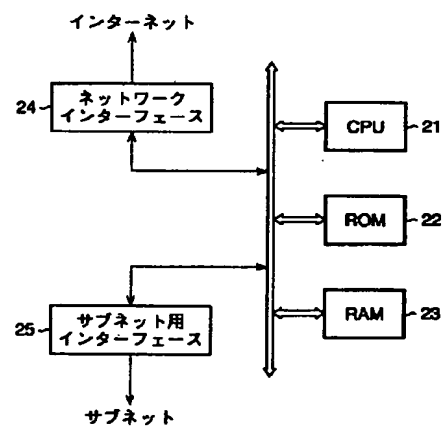 インターネット
24
ネットワーク
インターフェース
CPU
21
ROM
22
RAM
23
25
サブネット用
インターフェース
サブネット